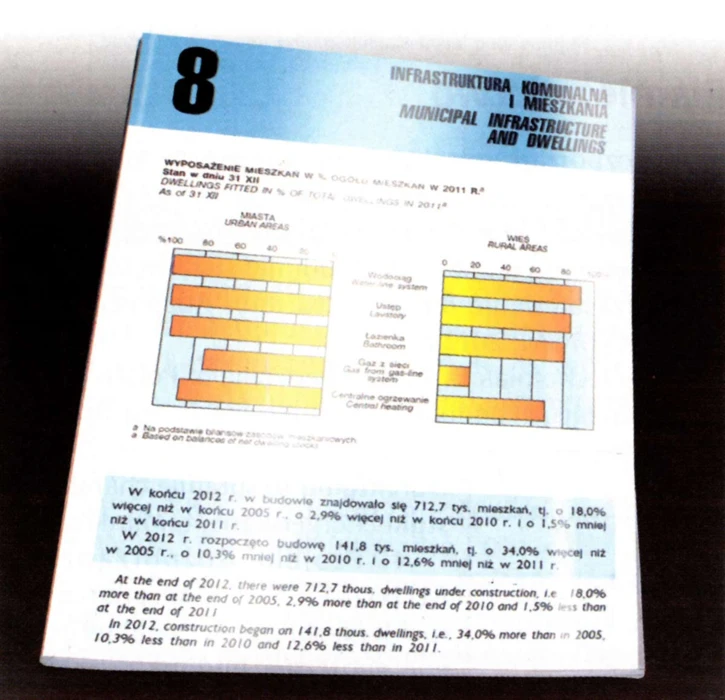 8
INFRASTRUKTURA KOMUNALNA
I MIESZKANIA
MUNICIPAL INFRASTRUCTURE
AND DWELLINGS
WYPOSAŻENIE MIESZKAŃ W % OGÓŁU MIESZKAŃ W 2011 R.ª
Stan w dniu 31 XII
DWELLINGS FITTED IN % OF TOTAL DWELLINGS IN 2011ª
As of 31 XII
MIASTA
URBAN AREAS
WIEŚ
RURAL AREAS
%100 80 60 40 20
0 20 40 60 80 100%
Wodociąg
Water-line system
Ustęp
Lavatory
Łazienka
Bathroom
Gaz z sieci
Gas from gas-line
system
Centralne ogrzewanie
Central heating
a Na podstawie bilansów zasobów mieszkaniowych.
a Based on balances of net dwelling stocks.
W końcu 2012 r. w budowie znajdowało się 712,7 tys. mieszkań, tj. o 18,0%
więcej niż w końcu 2005 r., o 2,9% więcej niż w końcu 2010 r. i o 1,5% mniej
niż w końcu 2011 r.
W 2012 r. rozpoczęto budowę 141,8 tys. mieszkań, tj. o 34,0% więcej niż
w 2005 r., o 10,3% mniej niż w 2010 r. i o 12,6% mniej niż w 2011 r.
At the end of 2012, there were 712,7 thous. dwellings under construction, i.e. 18,0%
more than at the end of 2005, 2,9% more than at the end of 2010 and 1,5% less than
at the end of 2011
In 2012, construction began on 141,8 thous. dwellings, i.e., 34,0% more than in 2005,
10,3% less than in 2010 and 12,6% less than in 2011.